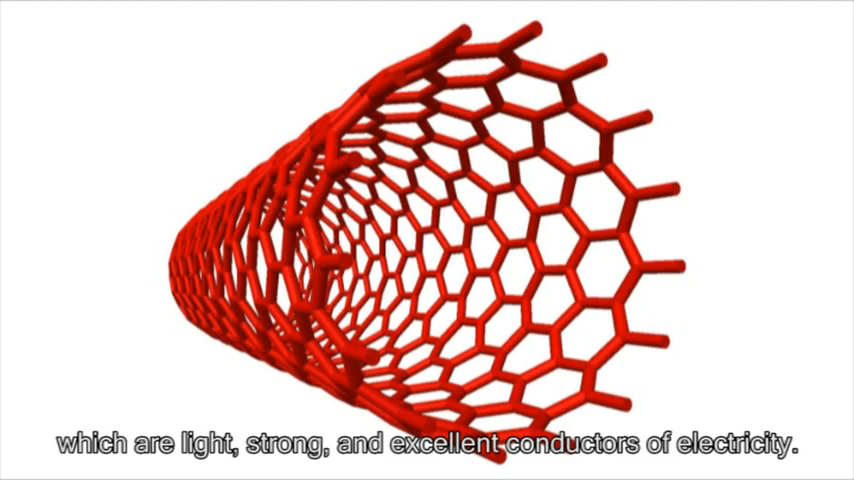 which are light, strong, and excellent conductors of electricity.